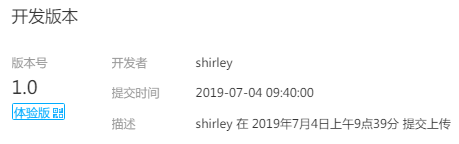 开发版本
版本号
1.0
体验版
开发者 shirley
提交时间 2019-07-04 09:40:00
描述 shirley 在 2019年7月4日上午9点39分 提交上传